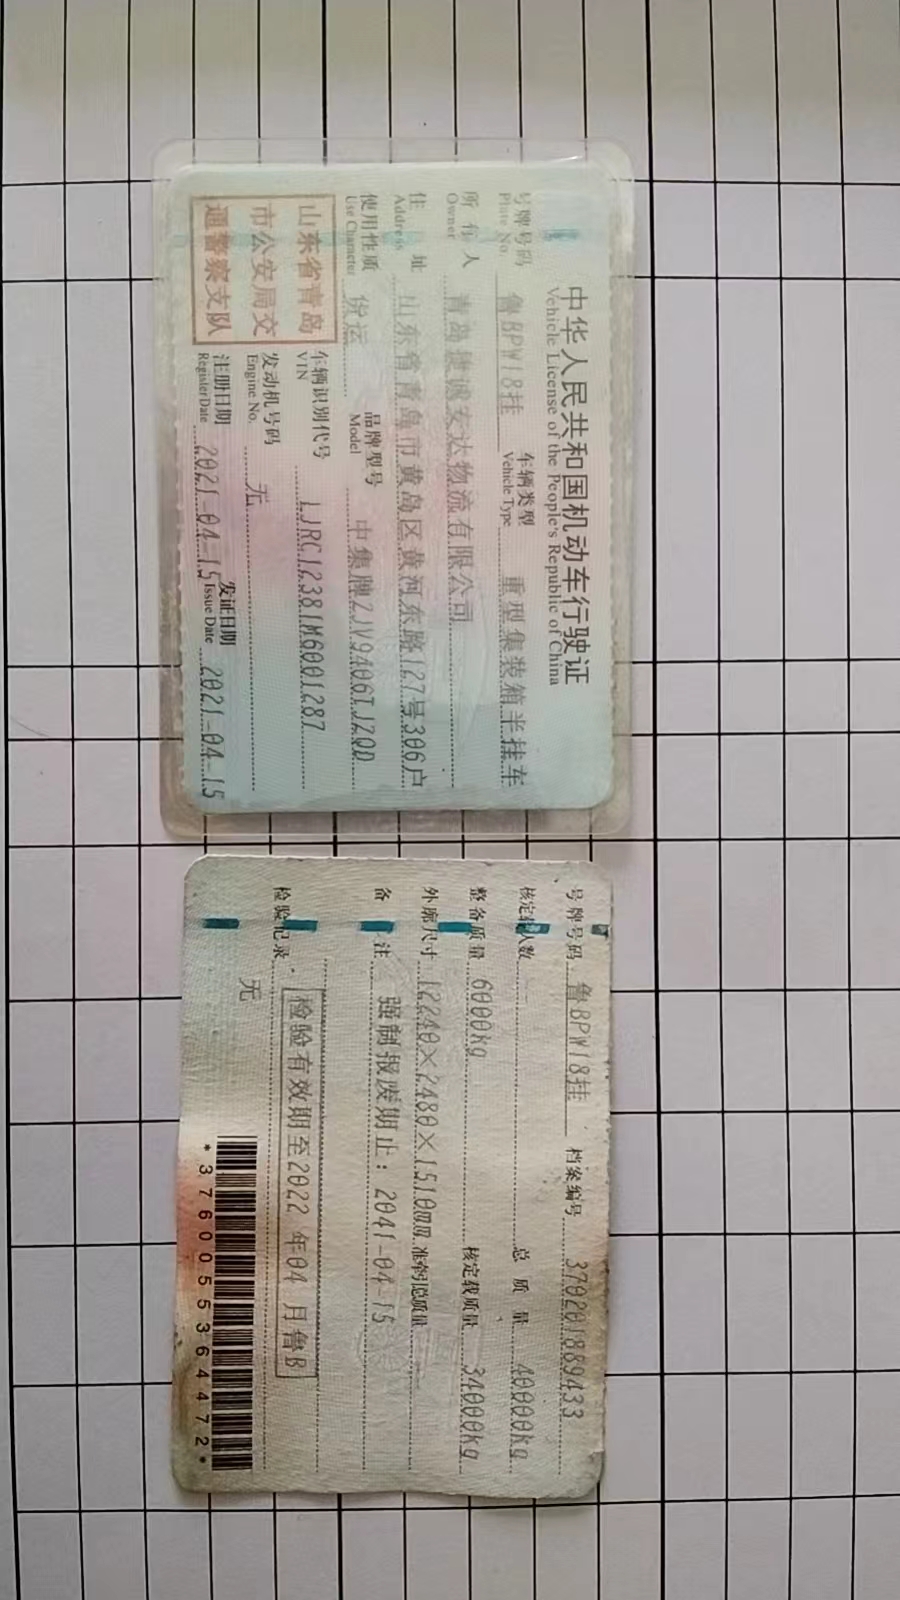 中华人民共和国机动车行驶证
Vehicle License of the People's Republic of China
号牌号码 鲁BPW18挂 车辆类型 重型集装箱半挂车
Plate No. Vehicle Type
所有人 青岛捷诚安达物流有限公司
Owner
住址 山东省青岛市黄岛区黄河东路127号306户
Address
使用性质 货运 品牌型号 中集牌ZJV9406TJZQD
Use Character Model
山东省青岛
市公安局交
通警察支队
车辆识别代号 LJRC12381M6001287
VIN
发动机号码 无
Engine No.
注册日期 2021-04-15 发证日期 2021-04-15
Register Date Issue Date
号牌号码 鲁BPW18挂 档案编号 370201889433
核定载人数 -- 总质量 40000kg
整备质量 6000kg 核定载质量 34000kg
外廓尺寸 12240×2480×1510mm 准牵引总质量
备注 强制报废期止:2041-04-15
检验有效期至2022年04月鲁B
检验记录
无
*3760055364472*